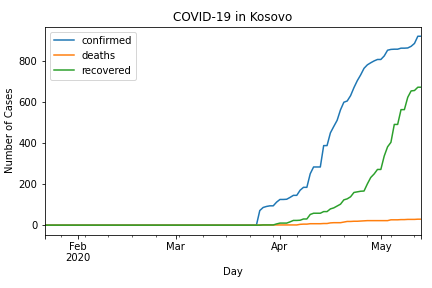 COVID-19 in Kosovo
confirmed
deaths
recovered
Number of Cases
800
600
400
200
0
Feb
2020
Mar
Apr
May
Day